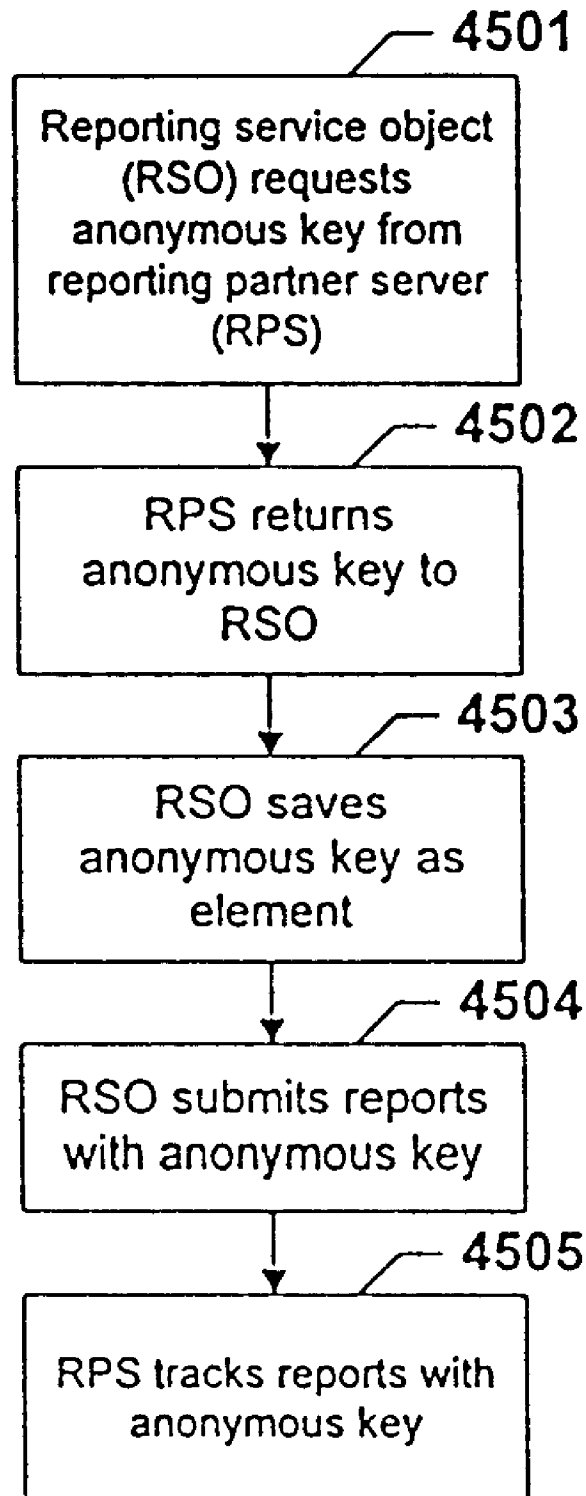 4501
Reporting service object
(RSO) requests
anonymous key from
reporting partner server
(RPS)
4502
RPS returns
anonymous key to
RSO
4503
RSO saves
anonymous key as
element
4504
RSO submits reports
with anonymous key
4505
RPS tracks reports with
anonymous key